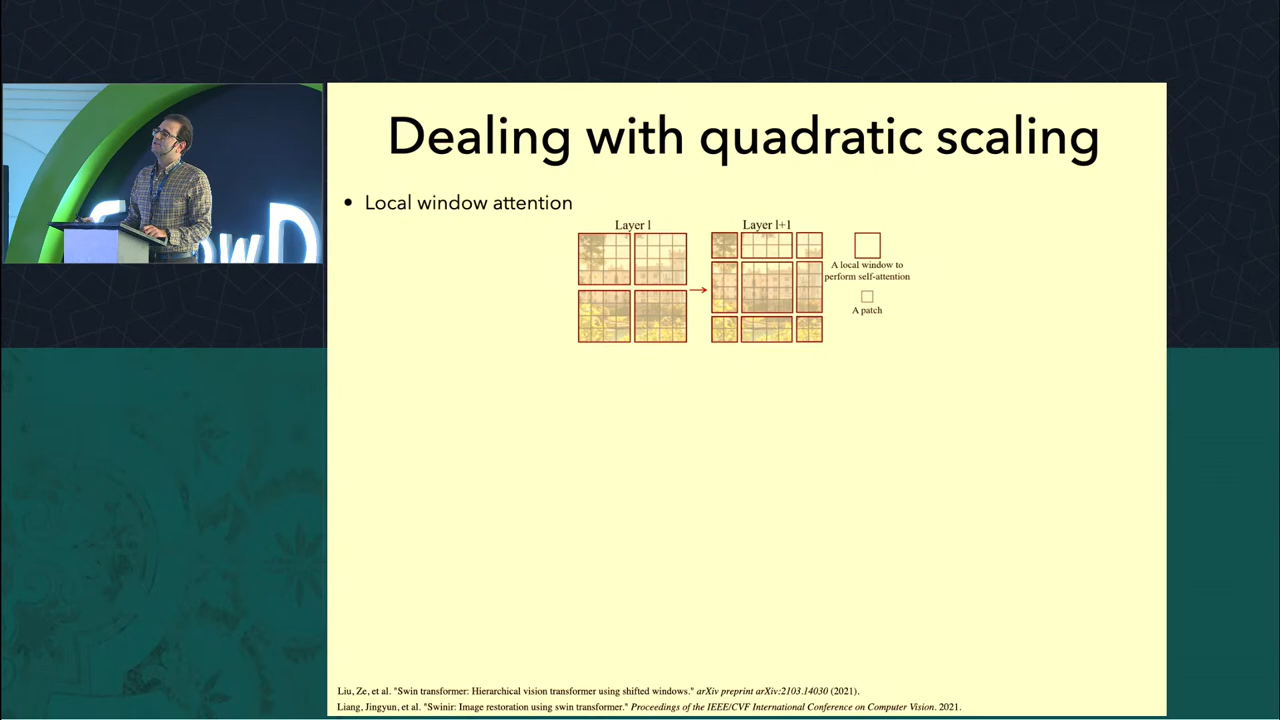 Dealing with quadratic scaling
• Local window attention
Layer l
Layer l+1
A local window to
perform self-attention
A patch
Liu, Ze, et al. "Swin transformer: Hierarchical vision transformer using shifted windows." arXiv preprint arXiv:2103.14030 (2021).
Liang, Jingyun, et al. "Swinir: Image restoration using swin transformer." Proceedings of the IEEE/CVF International Conference on Computer Vision. 2021.